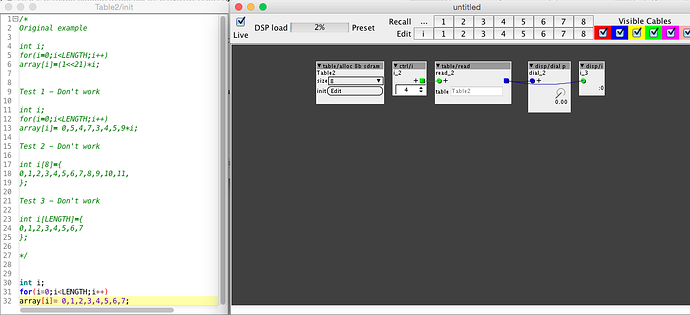 Table2/init
1 /*
2 Original example
3
4 int i;
5 for(i=0;i<LENGTH;i++)
6 array[i]=(1<<21)*i;
7
8
9 Test 1 - Don't work
10
11 int i;
12 for(i=0;i<LENGTH;i++)
13 array[i]= 0,5,4,7,3,4,5,9*i;
14
15 Test 2 - Don't work
16
17 int i[8]={
18 0,1,2,3,4,5,6,7,8,9,10,11,
19 };
20
21 Test 3 - Don't work
22
23 int i[LENGTH]={
24 0,1,2,3,4,5,6,7
25 };
26
27 */
28
29
30 int i;
31 for(i=0;i<LENGTH;i++)
32 array[i]= 0,1,2,3,4,5,6,7;
untitled
Live
DSP load 2% Preset
Recall ... 1 2 3 4 5 6 7 8
Edit i 1 2 3 4 5 6 7 8
Visible Cables
table/alloc 8b sdram
Table2
size 8
init Edit
ctrl/i
i_2
4
table/read
read_2
table Table2
disp/dial p
dial_2
0.00
disp/i
i_3
:0